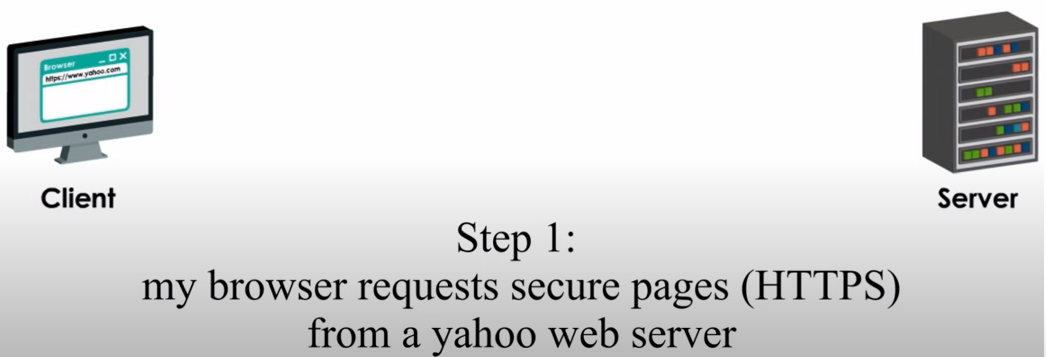 Browser
https://www.yahoo.com
Client
Server
Step 1:
my browser requests secure pages (HTTPS)
from a yahoo web server